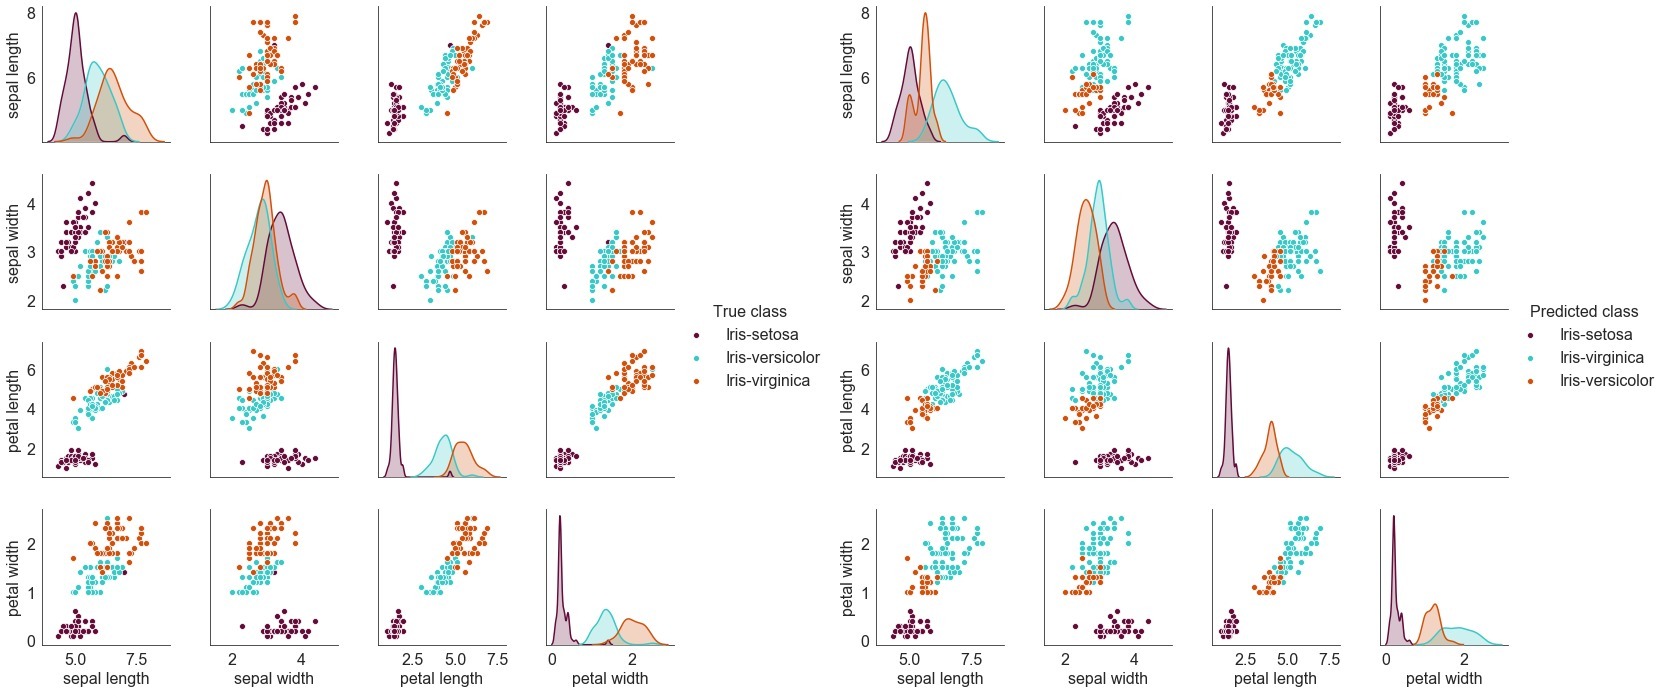 8
6
sepal length
4
3
2
sepal width
6
4
2
petal length
2
1
0
petal width
5.0 7.5
sepal length
2 4
sepal width
2.5 5.0 7.5
petal length
0 2
petal width
True class
Iris-setosa
Iris-versicolor
Iris-virginica
8
6
sepal length
4
3
2
sepal width
6
4
2
petal length
2
1
0
petal width
5.0 7.5
sepal length
2 4
sepal width
2.5 5.0 7.5
petal length
0 2
petal width
Predicted class
Iris-setosa
Iris-virginica
Iris-versicolor